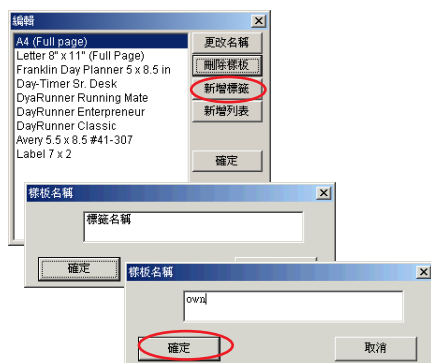 編輯
A4 (Full page)
Letter 8" x 11" (Full Page)
Franklin Day Planner 5 x 8.5 in
Day-Timer Sr. Desk
DyaRunner Running Mate
DayRunner Enterpreneur
DayRunner Classic
Avery 5.5 x 8.5 #41-307
Label 7 x 2
更改名稱
刪除樣板
新增標籤
新增列表
確定
樣板名稱
標籤名稱
確定
樣板名稱
own
確定
取消